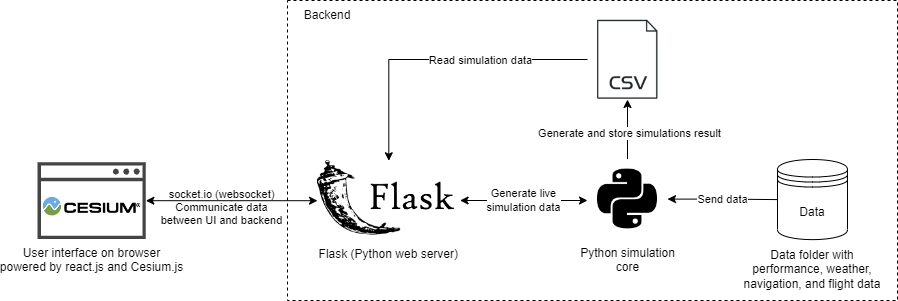 Backend
Read simulation data
CSV
Generate and store simulations result
socket.io (websocket)
Communicate data
between UI and backend
CESIUM
Flask
Generate live
simulation data
Send data
Data
User interface on browser
powered by react.js and Cesium.js
Flask (Python web server)
Python simulation
core
Data folder with
performance, weather,
navigation, and flight data